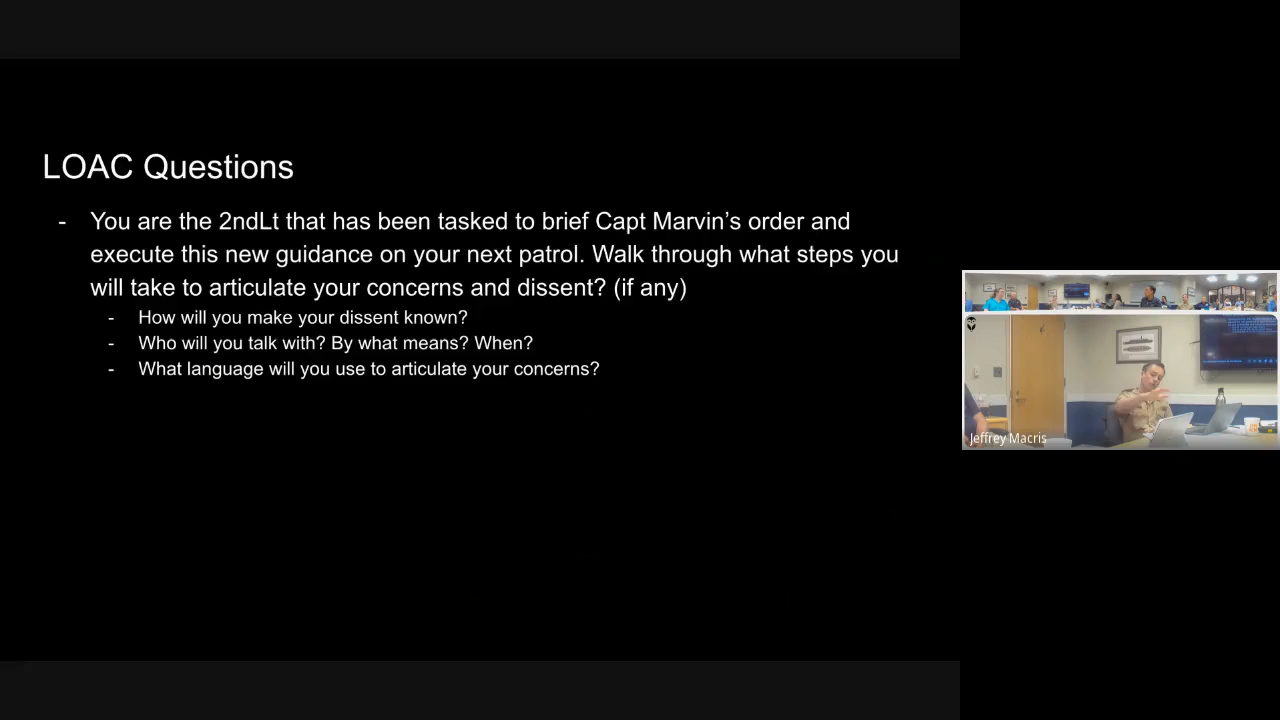 LOAC Questions
- You are the 2ndLt that has been tasked to brief Capt Marvin’s order and
execute this new guidance on your next patrol. Walk through what steps you
will take to articulate your concerns and dissent? (if any)
- How will you make your dissent known?
- Who will you talk with? By what means? When?
- What language will you use to articulate your concerns?
Jeffrey Macris